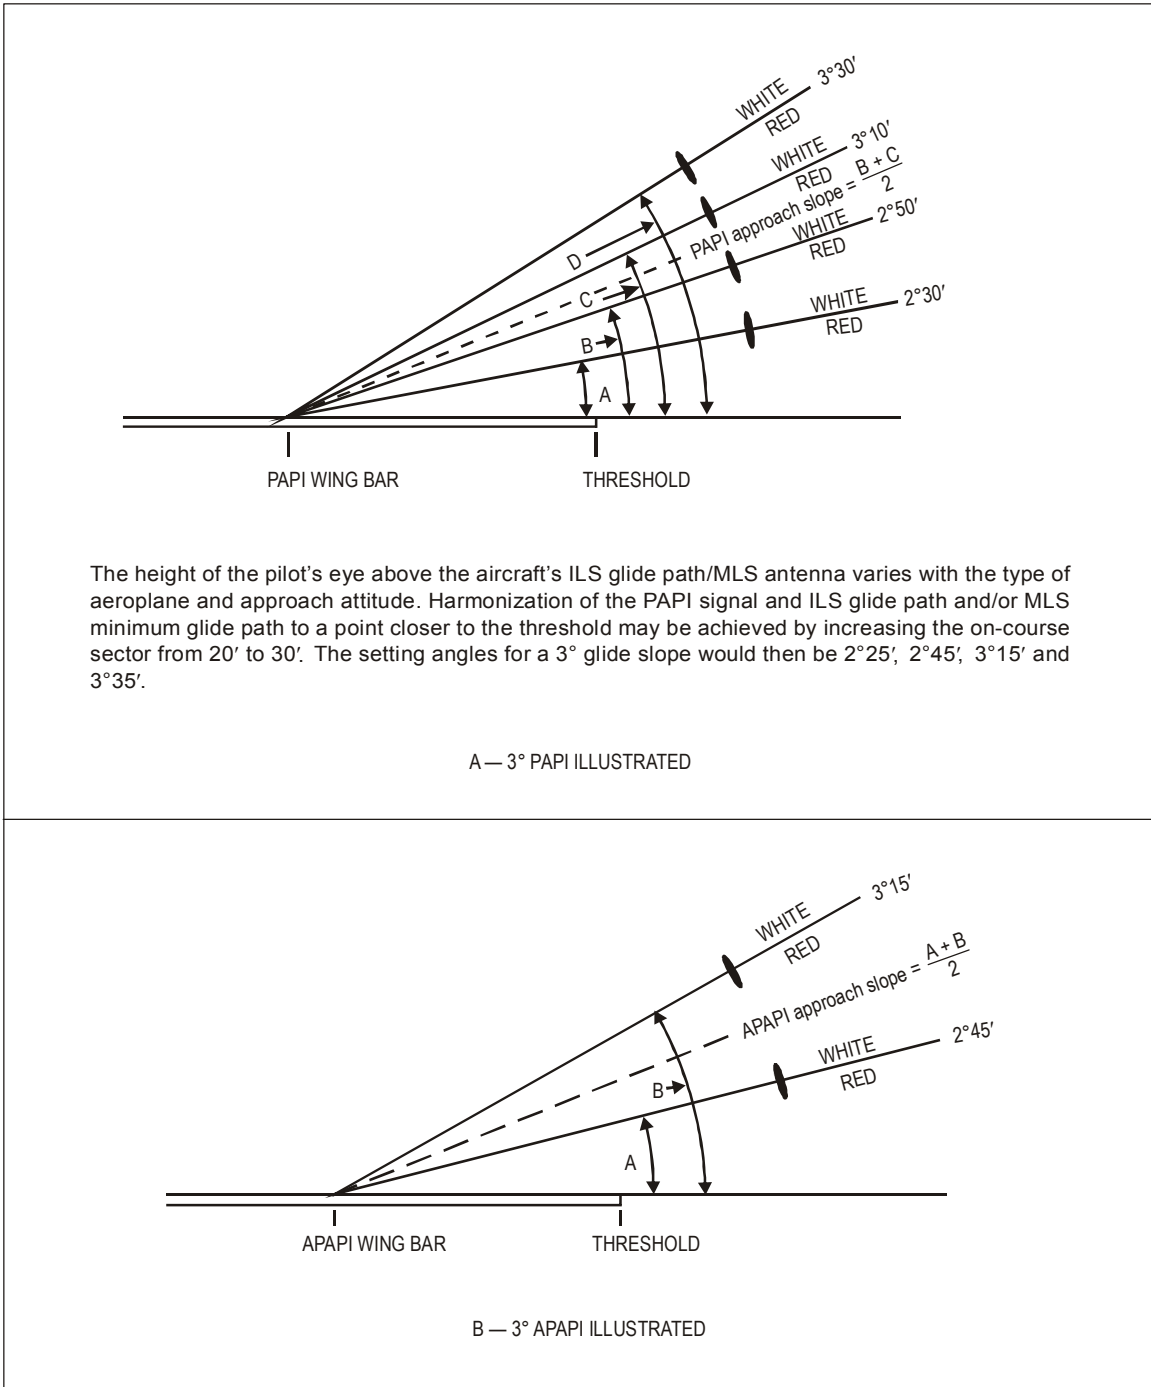 WHITE 3°30′
RED
WHITE 3°10′
RED
PAPI approach slope = B + C
2
WHITE 2°50′
RED
WHITE 2°30′
RED
D
C
B
A
PAPI WING BAR THRESHOLD
The height of the pilot's eye above the aircraft's ILS glide path/MLS antenna varies with the type of
aeroplane and approach attitude. Harmonization of the PAPI signal and ILS glide path and/or MLS
minimum glide path to a point closer to the threshold may be achieved by increasing the on-course
sector from 20′ to 30′. The setting angles for a 3° glide slope would then be 2°25′, 2°45′, 3°15′ and
3°35′.
A — 3° PAPI ILLUSTRATED
WHITE 3°15′
RED
APAPI approach slope = A + B
2
WHITE 2°45′
RED
B
A
APAPI WING BAR THRESHOLD
B — 3° APAPI ILLUSTRATED